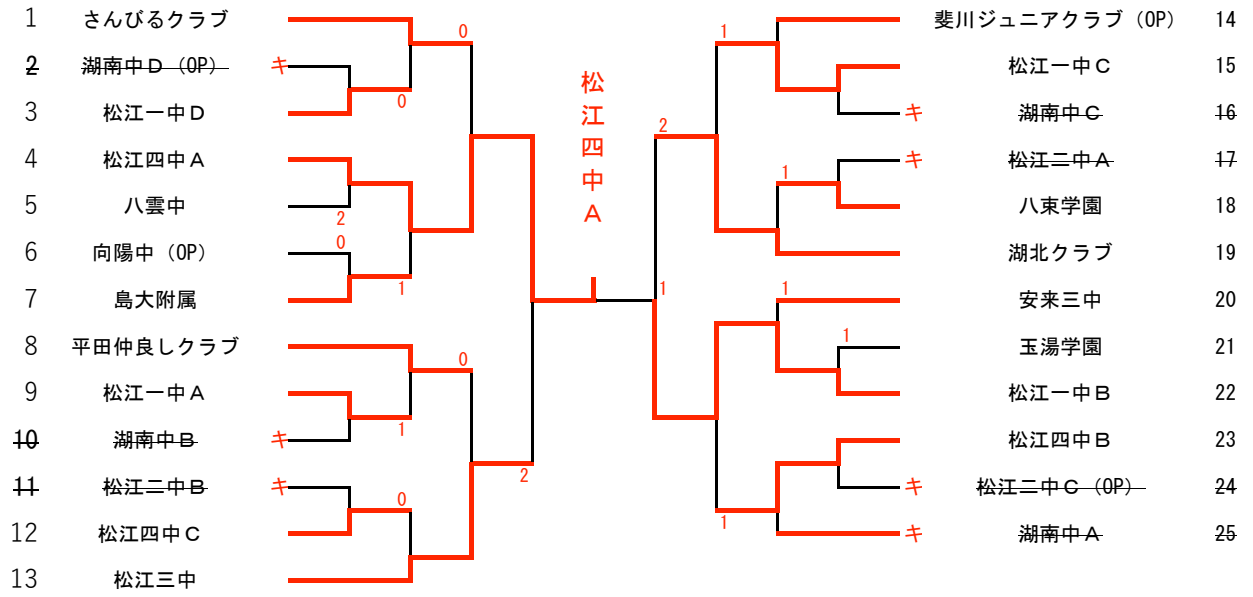 1 さんびるクラブ
2 湖南中Ｄ（OP） キ
3 松江一中Ｄ
4 松江四中Ａ
5 八雲中
6 向陽中（OP）
7 島大附属
8 平田仲良しクラブ
9 松江一中Ａ
10 湖南中Ｂ キ
11 松江二中Ｂ キ
12 松江四中Ｃ
13 松江三中
0
0
2
0
1
0
1
0
2
松江四中Ａ
1
2
1
1
1
1
1
斐川ジュニアクラブ（OP） 14
松江一中Ｃ 15
キ 湖南中Ｃ 16
キ 松江二中Ａ 17
八束学園 18
湖北クラブ 19
安来三中 20
玉湯学園 21
松江一中Ｂ 22
松江四中Ｂ 23
キ 松江二中Ｃ（OP） 24
キ 湖南中Ａ 25